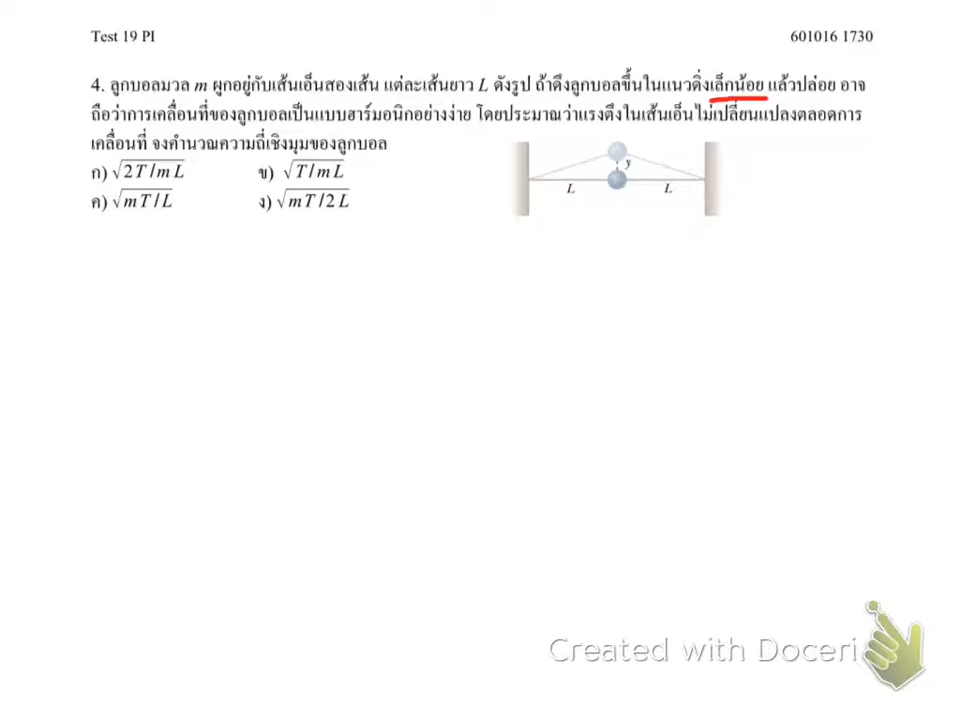 Test 19 PI 601016 1730
4. ลูกบอลมวล m ผูกอยู่กับเส้นเอ็นสองเส้น แต่ละเส้นยาว L ดังรูป ถ้าดึงลูกบอลขึ้นในแนวดิ่งเล็กน้อย แล้วปล่อย อาจ
ถือว่าการเคลื่อนที่ของลูกบอลเป็นแบบฮาร์มอนิกอย่างง่าย โดยประมาณว่าแรงตึงในเส้นเอ็นไม่เปลี่ยนแปลงตลอดการ
เคลื่อนที่ จงคำนวณความถี่เชิงมุมของลูกบอล
ก) √2T/mL ข) √T/mL
ค) √mT/L ง) √mT/2L
y
L L
Created with Doceri